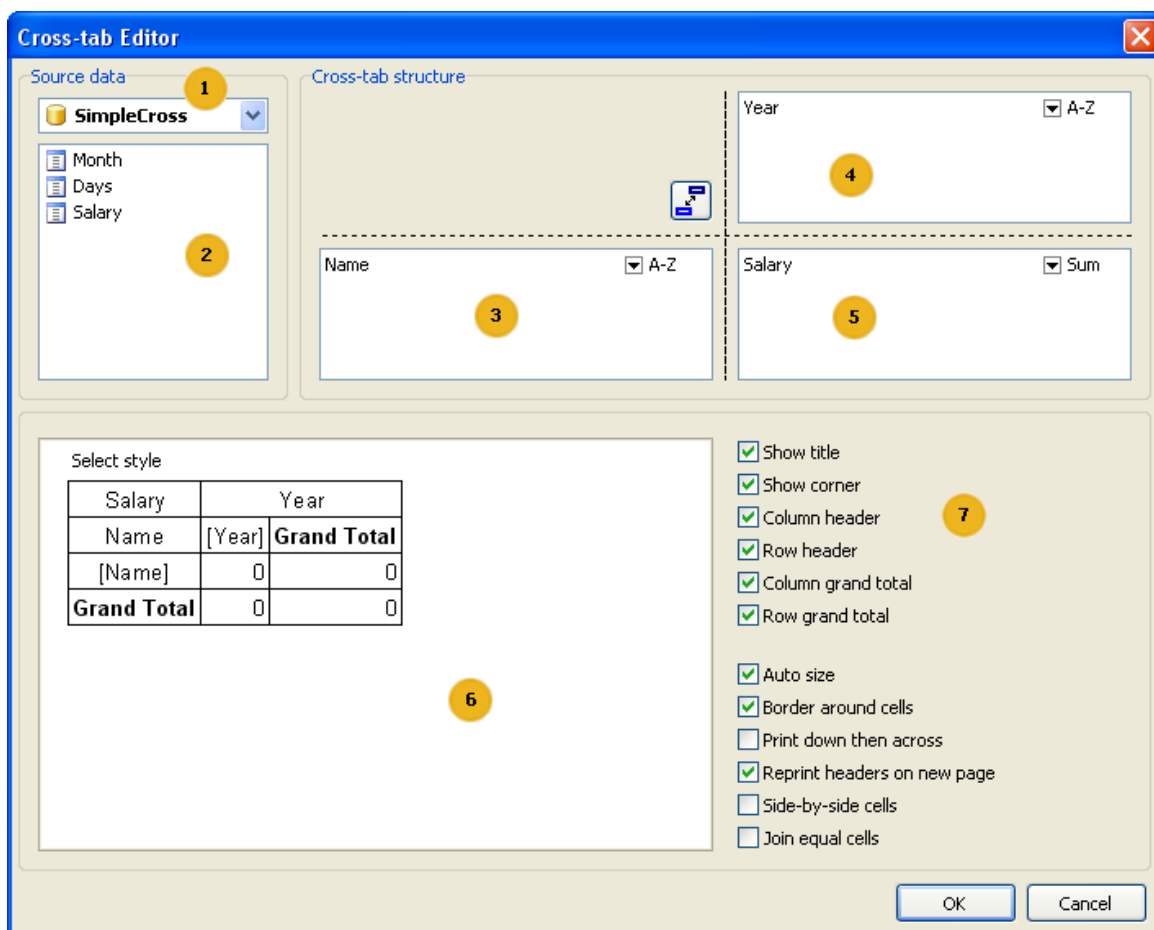 Cross-tab Editor
Source data
1
SimpleCross
Month
Days
Salary
2
Cross-tab structure
Year A-Z
4
Name A-Z
3
Salary Sum
5
Select style
Salary Year
Name [Year] Grand Total
[Name] 0 0
Grand Total 0 0
6
Show title
Show corner
Column header
7
Row header
Column grand total
Row grand total
Auto size
Border around cells
Print down then across
Reprint headers on new page
Side-by-side cells
Join equal cells
OK Cancel